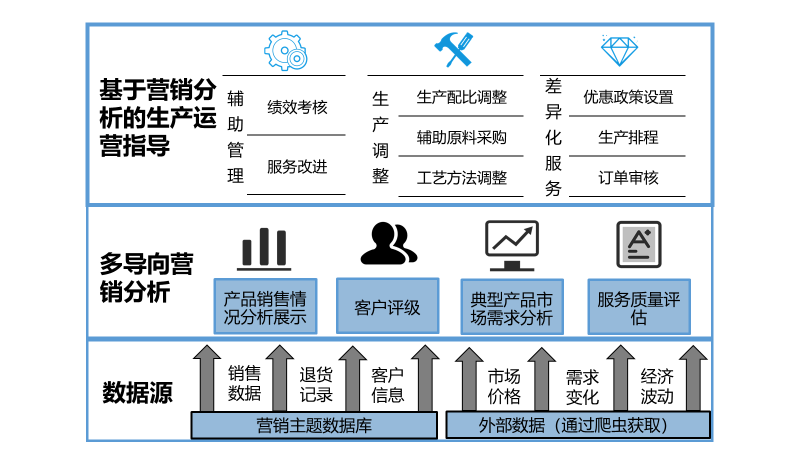 基于营销分
析的生产运
营指导
辅助管理
绩效考核
服务改进
生产调整
生产配比调整
辅助原料采购
工艺方法调整
差异化服务
优惠政策设置
生产排程
订单审核
多导向营
销分析
产品销售情
况分析展示
客户评级
典型产品市
场需求分析
A+
服务质量评
估
数据源
销售
数据
退货
记录
客户
信息
市场
价格
需求
变化
经济
波动
营销主题数据库
外部数据（通过爬虫获取）